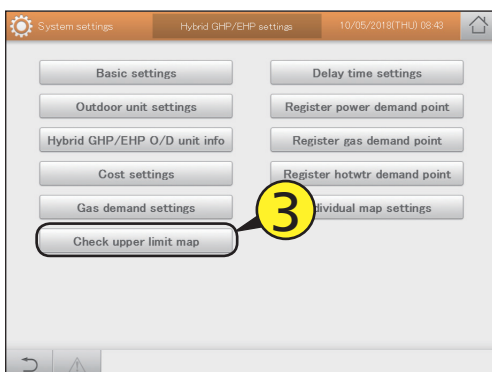 System settings
Hybrid GHP/EHP settings
10/05/2018(THU) 08:43
Basic settings
Delay time settings
Outdoor unit settings
Register power demand point
Hybrid GHP/EHP O/D unit info
Register gas demand point
Cost settings
Register hotwtr demand point
Gas demand settings
dividual map settings
Check upper limit map
3